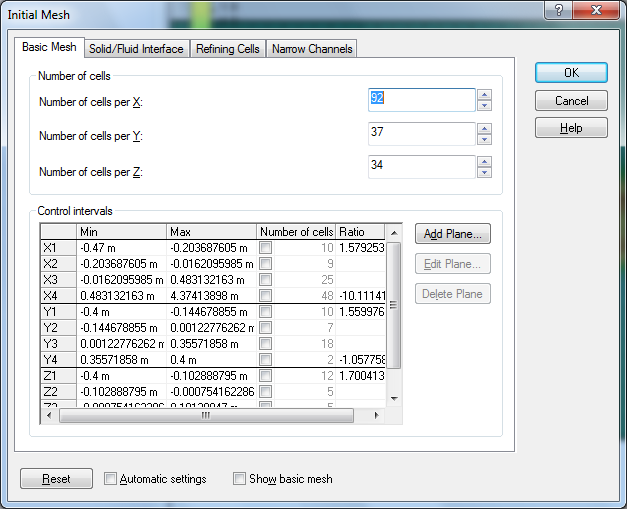 Initial Mesh
Basic Mesh Solid/Fluid Interface Refining Cells Narrow Channels
Number of cells
Number of cells per X: 92
Number of cells per Y: 37
Number of cells per Z: 34
OK
Cancel
Help
Control intervals
Min Max Number of cells Ratio
X1 -0.47 m -0.203687605 m 10 1.579253
X2 -0.203687605 m -0.0162095985 m 9
X3 -0.0162095985 m 0.483132163 m 25
X4 0.483132163 m 4.37413898 m 48 -10.11141
Y1 -0.4 m -0.144678855 m 10 1.559976
Y2 -0.144678855 m 0.00122776262 m 7
Y3 0.00122776262 m 0.35571858 m 18
Y4 0.35571858 m 0.4 m 2 -1.057758
Z1 -0.4 m -0.102888795 m 12 1.700413
Z2 -0.102888795 m -0.000754162286 5
Add Plane...
Edit Plane...
Delete Plane
Reset Automatic settings Show basic mesh